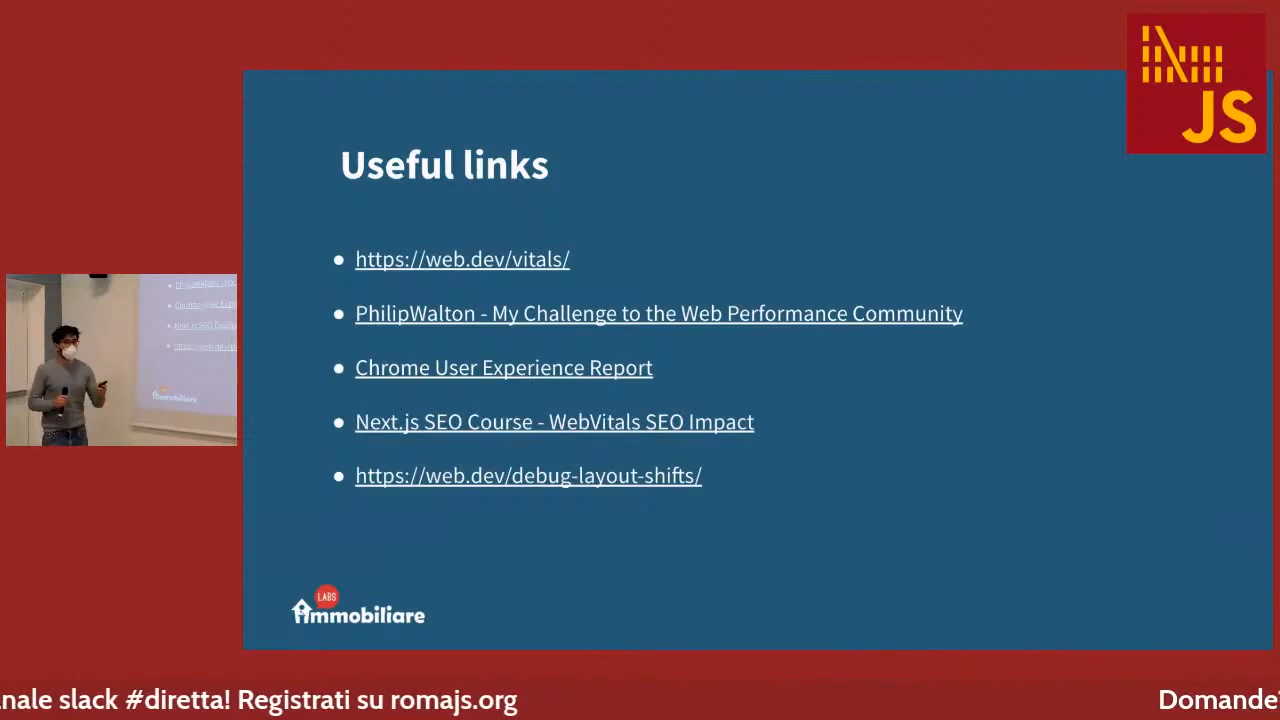 JS
Useful links
https://web.dev/vitals/
PhilipWalton - My Challenge to the Web Performance Community
Chrome User Experience Report
Next.js SEO Course - WebVitals SEO Impact
https://web.dev/debug-layout-shifts/
LABS
immobiliare
nale slack #diretta! Registrati su romajs.org
Domande?